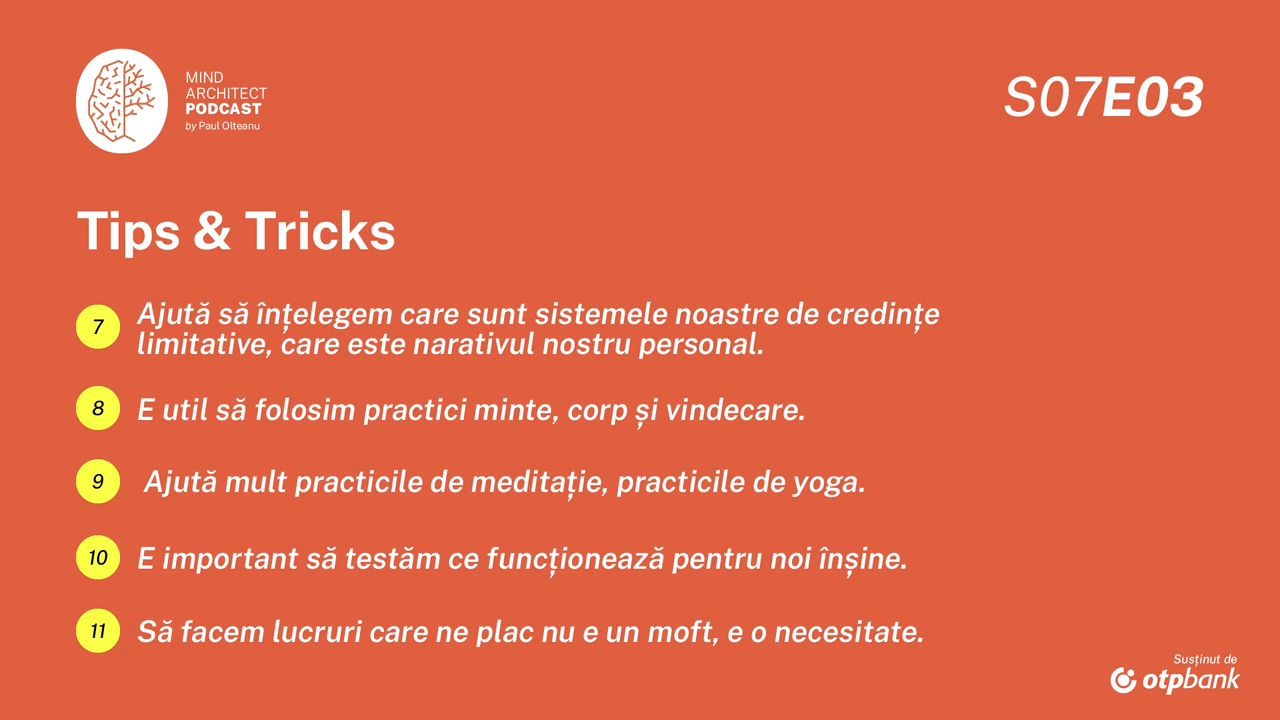 MIND
ARCHITECT
PODCAST
by Paul Olteanu
S07E03
Tips & Tricks
7
Ajută să înțelegem care sunt sistemele noastre de credințe
limitative, care este narativul nostru personal.
8
E util să folosim practici minte, corp și vindecare.
9
Ajută mult practicile de meditație, practicile de yoga.
10
E important să testăm ce funcționează pentru noi înșine.
11
Să facem lucruri care ne plac nu e un moft, e o necesitate.
Susținut de
otpbank